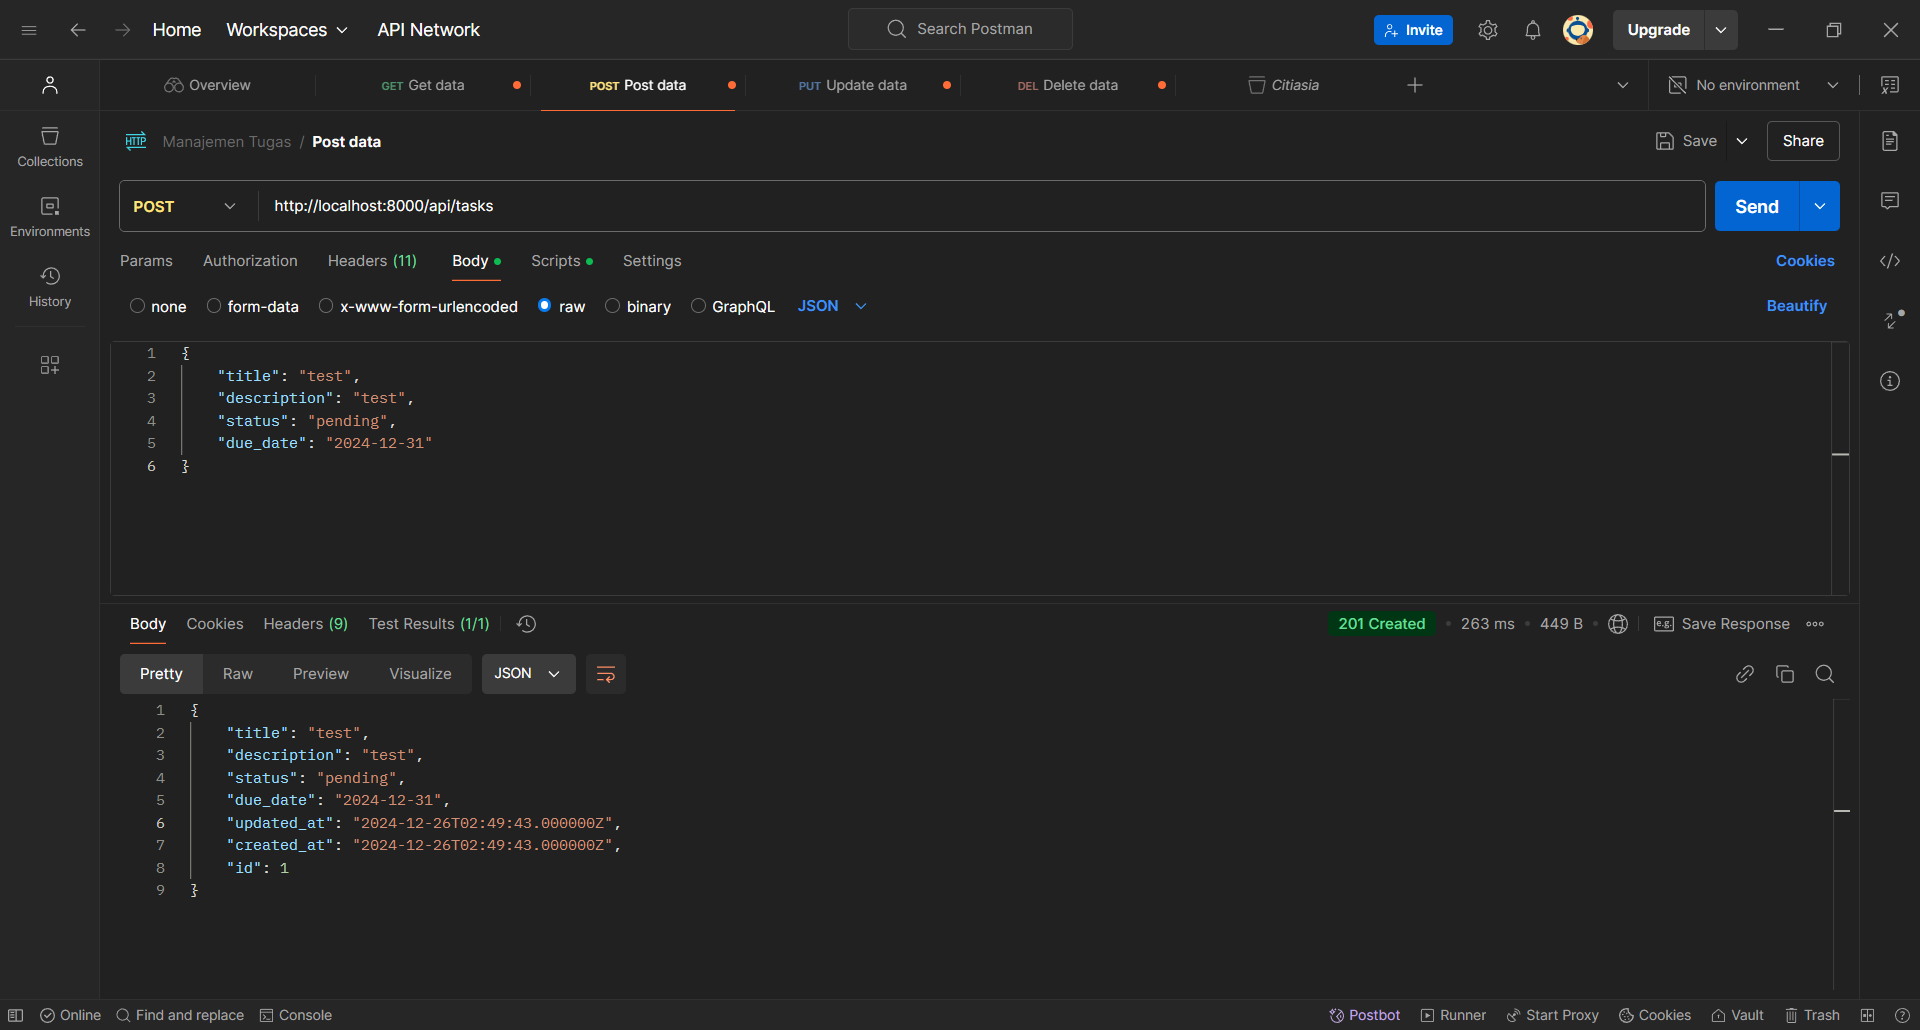 Home Workspaces API Network Search Postman Invite Upgrade
Overview GET Get data POST Post data PUT Update data DEL Delete data Citiasia No environment
Collections
Environments
History
HTTP Manajemen Tugas / Post data Save Share
POST http://localhost:8000/api/tasks Send
Params Authorization Headers (11) Body Scripts Settings Cookies
none form-data x-www-form-urlencoded raw binary GraphQL JSON Beautify
1 {
2 "title": "test",
3 "description": "test",
4 "status": "pending",
5 "due_date": "2024-12-31"
6 }
Body Cookies Headers (9) Test Results (1/1) 201 Created • 263 ms • 449 B e.g. Save Response
Pretty Raw Preview Visualize JSON
1 {
2 "title": "test",
3 "description": "test",
4 "status": "pending",
5 "due_date": "2024-12-31",
6 "updated_at": "2024-12-26T02:49:43.000000Z",
7 "created_at": "2024-12-26T02:49:43.000000Z",
8 "id": 1
9 }
Online Find and replace Console Postbot Runner Start Proxy Cookies Vault Trash